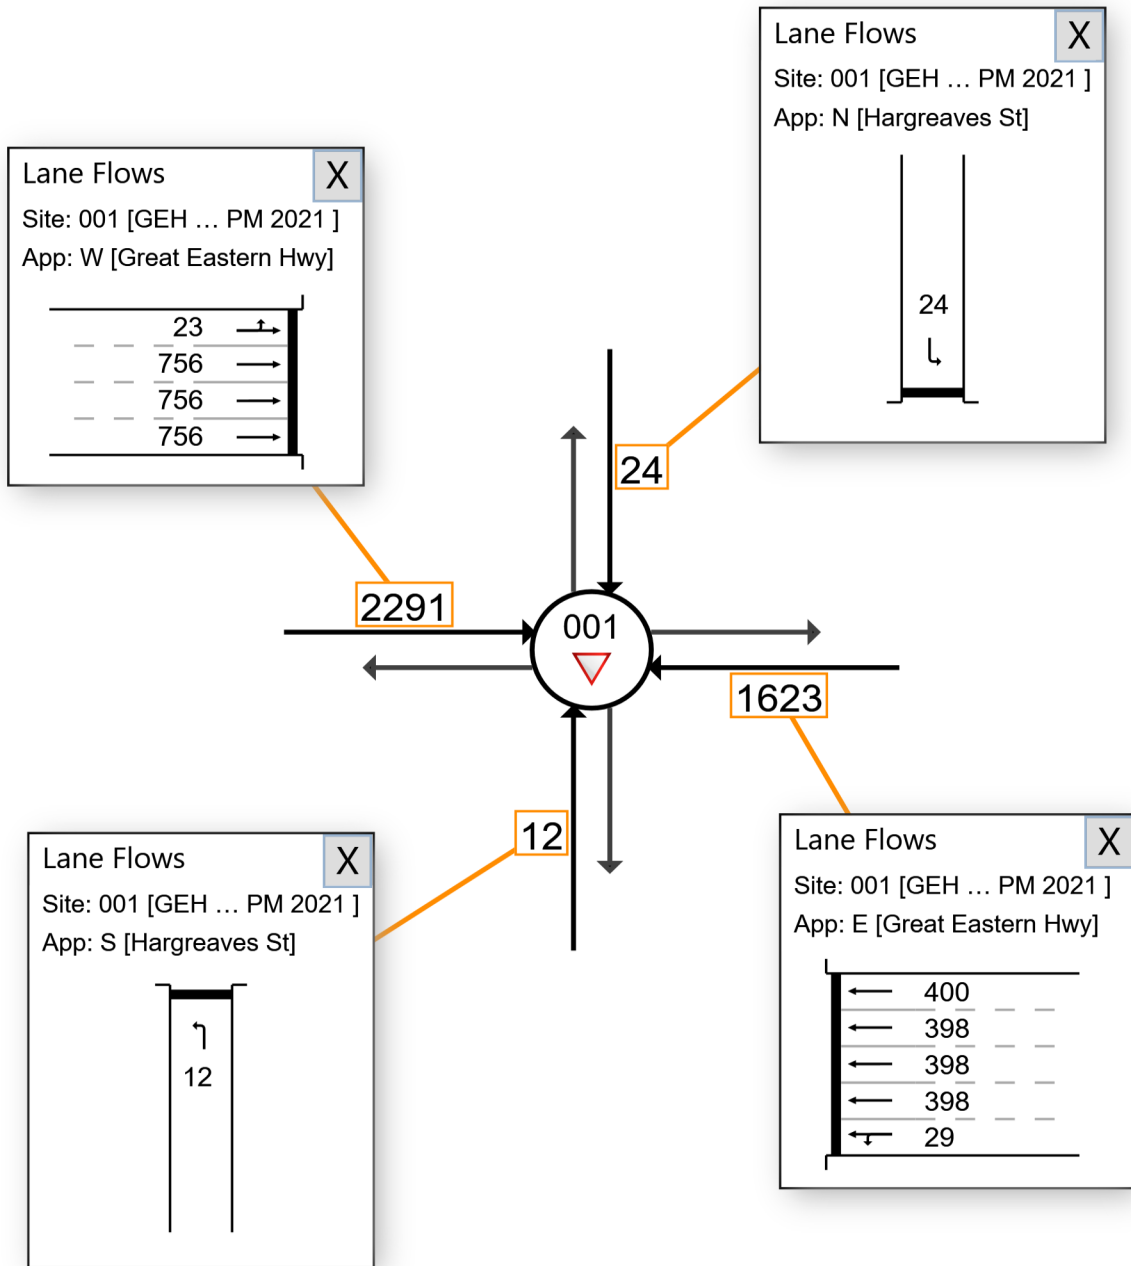 Lane Flows
X
Site: 001 [GEH ... PM 2021 ]
App: N [Hargreaves St]
24
Lane Flows
X
Site: 001 [GEH ... PM 2021 ]
App: W [Great Eastern Hwy]
23
756
756
756
24
2291
001
1623
12
Lane Flows
X
Site: 001 [GEH ... PM 2021 ]
App: S [Hargreaves St]
12
Lane Flows
X
Site: 001 [GEH ... PM 2021 ]
App: E [Great Eastern Hwy]
400
398
398
398
29